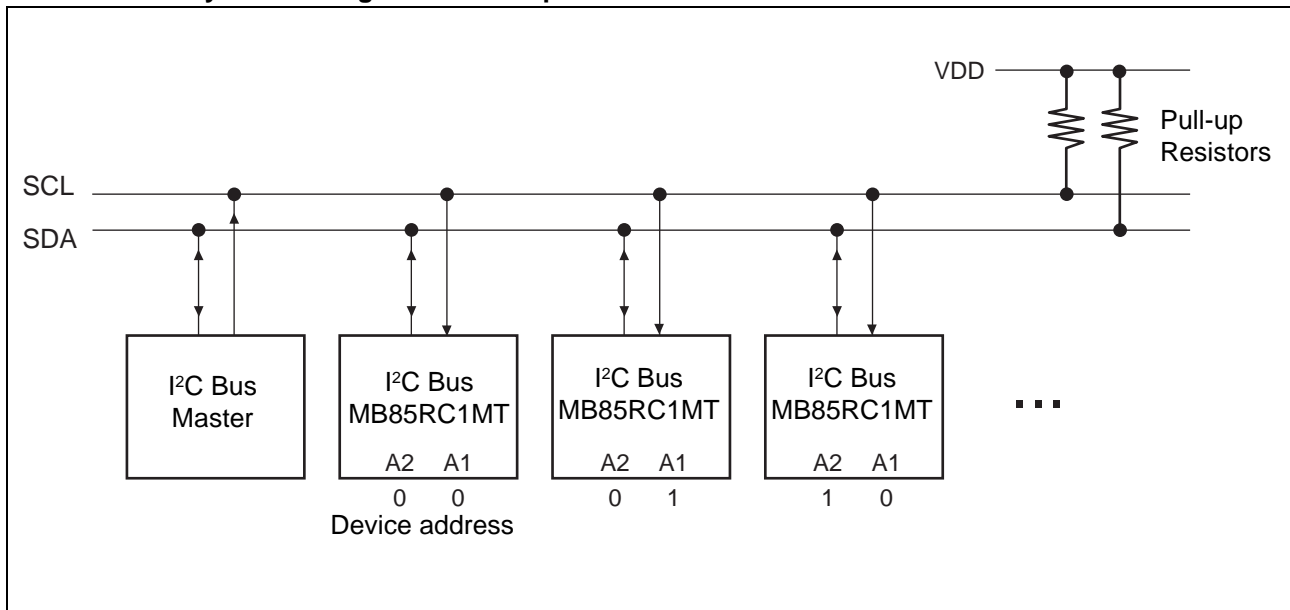 VDD
Pull-up
Resistors
SCL
SDA
I²C Bus
Master
I²C Bus
MB85RC1MT
A2 A1
0 0
Device address
I²C Bus
MB85RC1MT
A2 A1
0 1
I²C Bus
MB85RC1MT
A2 A1
1 0
...